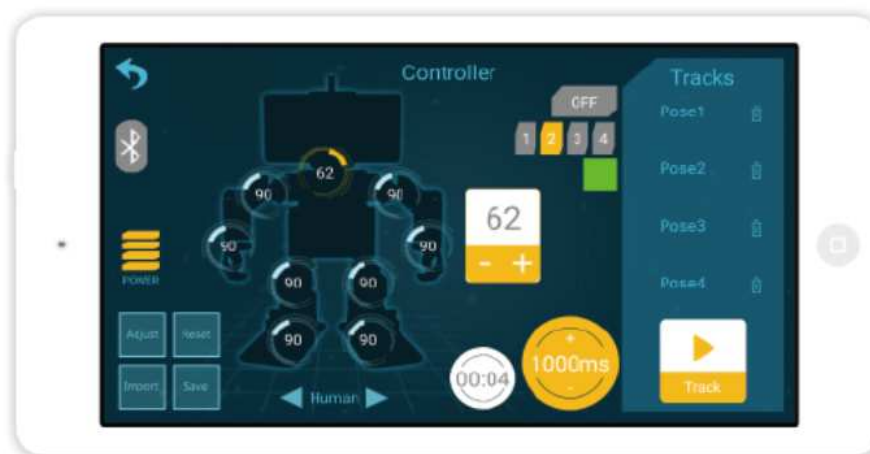 Controller
OFF
1 2 3 4
62
90
90
90
90
90
90
90
90
62
- +
POWER
Adjust
Reset
Import
Save
Human
00:04
+
1000ms
-
Tracks
Pose1
Pose2
Pose3
Pose4
Track